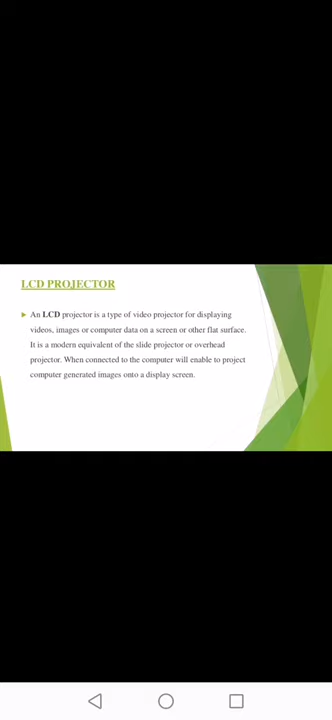 LCD PROJECTOR
An LCD projector is a type of video projector for displaying
videos, images or computer data on a screen or other flat surface.
It is a modern equivalent of the slide projector or overhead
projector. When connected to the computer will enable to project
computer generated images onto a display screen.